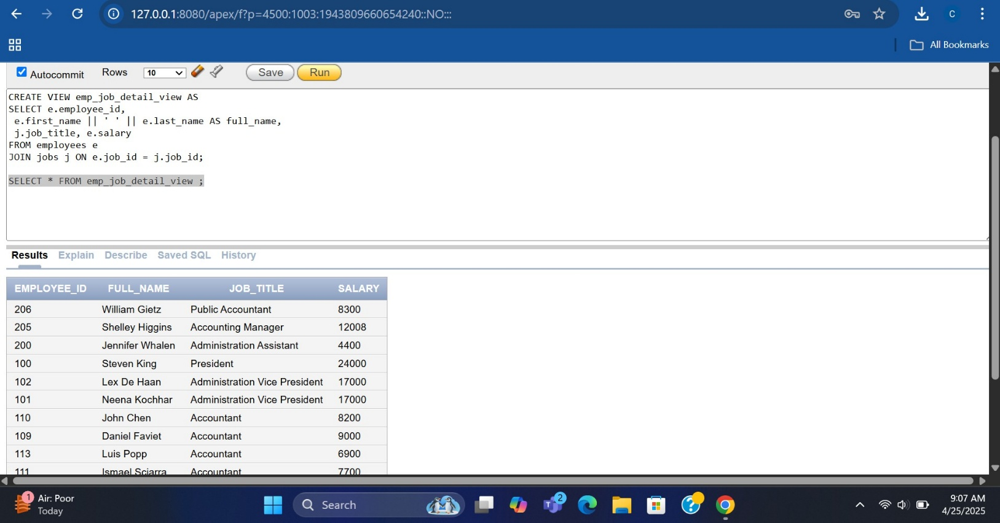 127.0.0.1:8080/apex/f?p=4500:1003:1943809660654240::NO:::
C
All Bookmarks
Autocommit Rows 10 Save Run
CREATE VIEW emp_job_detail_view AS
SELECT e.employee_id,
e.first_name || ' ' || e.last_name AS full_name,
j.job_title, e.salary
FROM employees e
JOIN jobs j ON e.job_id = j.job_id;
SELECT * FROM emp_job_detail_view ;
Results Explain Describe Saved SQL History
EMPLOYEE_ID FULL_NAME JOB_TITLE SALARY
206 William Gietz Public Accountant 8300
205 Shelley Higgins Accounting Manager 12008
200 Jennifer Whalen Administration Assistant 4400
100 Steven King President 24000
102 Lex De Haan Administration Vice President 17000
101 Neena Kochhar Administration Vice President 17000
110 John Chen Accountant 8200
109 Daniel Faviet Accountant 9000
113 Luis Popp Accountant 6900
111 Ismael Sciarra Accountant 7700
1 Air: Poor
Today
Search
T 2
?
9:07 AM
4/25/2025